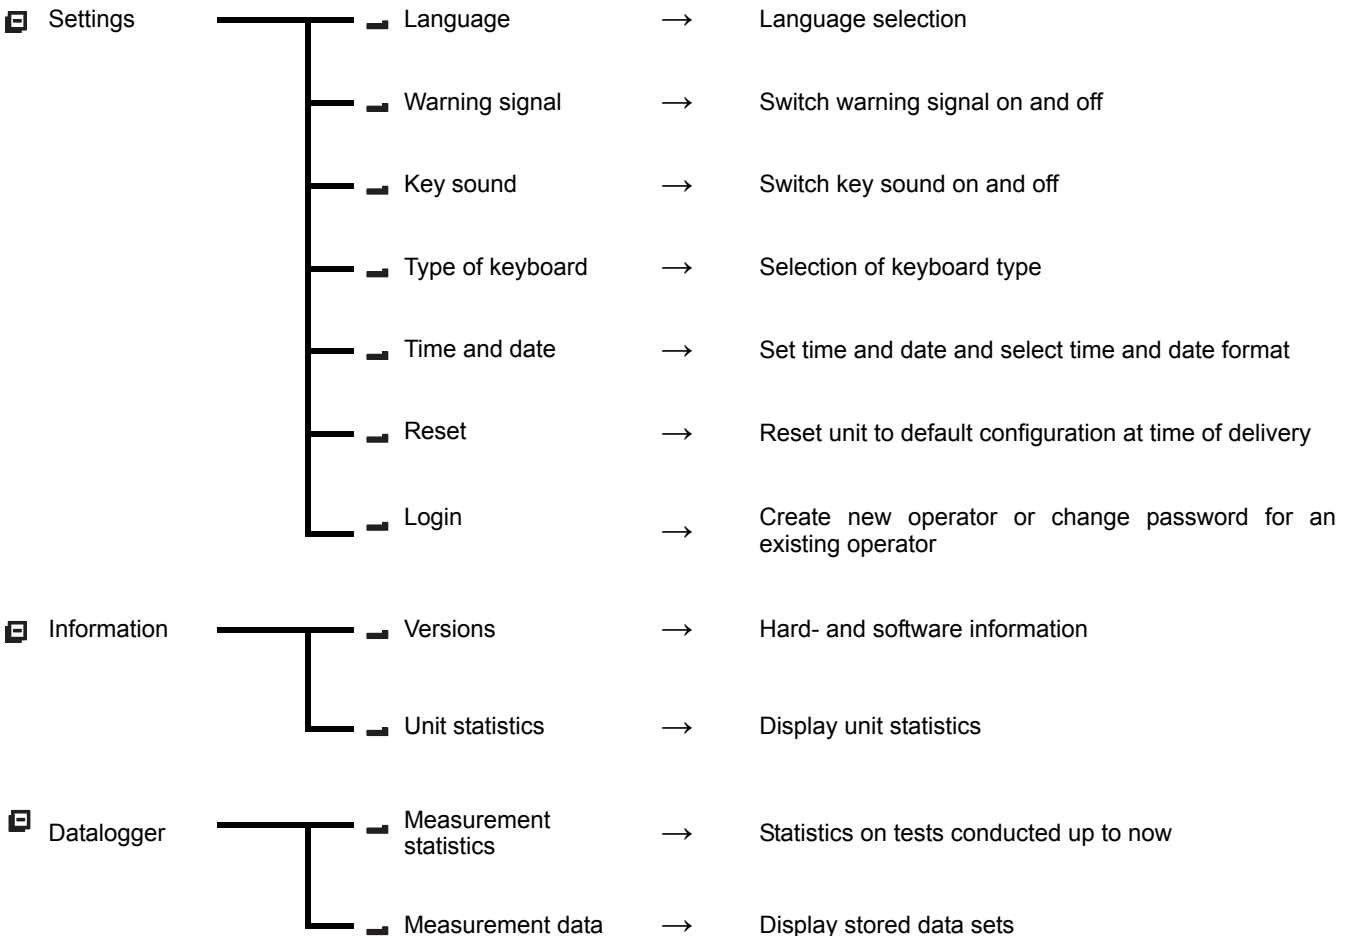 Settings Language → Language selection
Warning signal → Switch warning signal on and off
Key sound → Switch key sound on and off
Type of keyboard → Selection of keyboard type
Time and date → Set time and date and select time and date format
Reset → Reset unit to default configuration at time of delivery
Login → Create new operator or change password for an
existing operator
Information Versions → Hard- and software information
Unit statistics → Display unit statistics
Datalogger Measurement
statistics → Statistics on tests conducted up to now
Measurement data → Display stored data sets